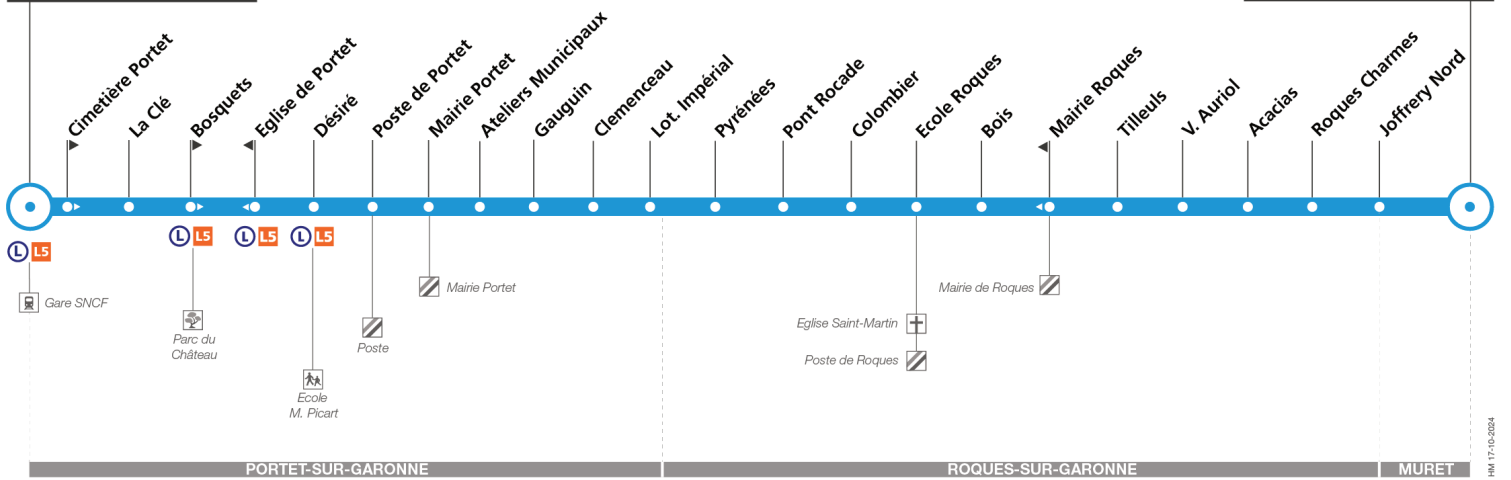 Cimetière Portet
La Clé
Bosquets
Eglise de Portet
Désiré
Poste de Portet
Mairie Portet
Ateliers Municipaux
Gauguin
Clemenceau
Lot. Impérial
Pyrénées
Pont Rocade
Colombier
Ecole Roques
Bois
Mairie Roques
Tilleuls
V. Auriol
Acacias
Roques Charmes
Joffrery Nord
L L5
L L5
L L5
L L5
Gare SNCF
Parc du
Château
Ecole
M. Picart
Poste
Mairie Portet
Eglise Saint-Martin
Poste de Roques
Mairie de Roques
PORTET-SUR-GARONNE
ROQUES-SUR-GARONNE
MURET
HM 17-10-2024